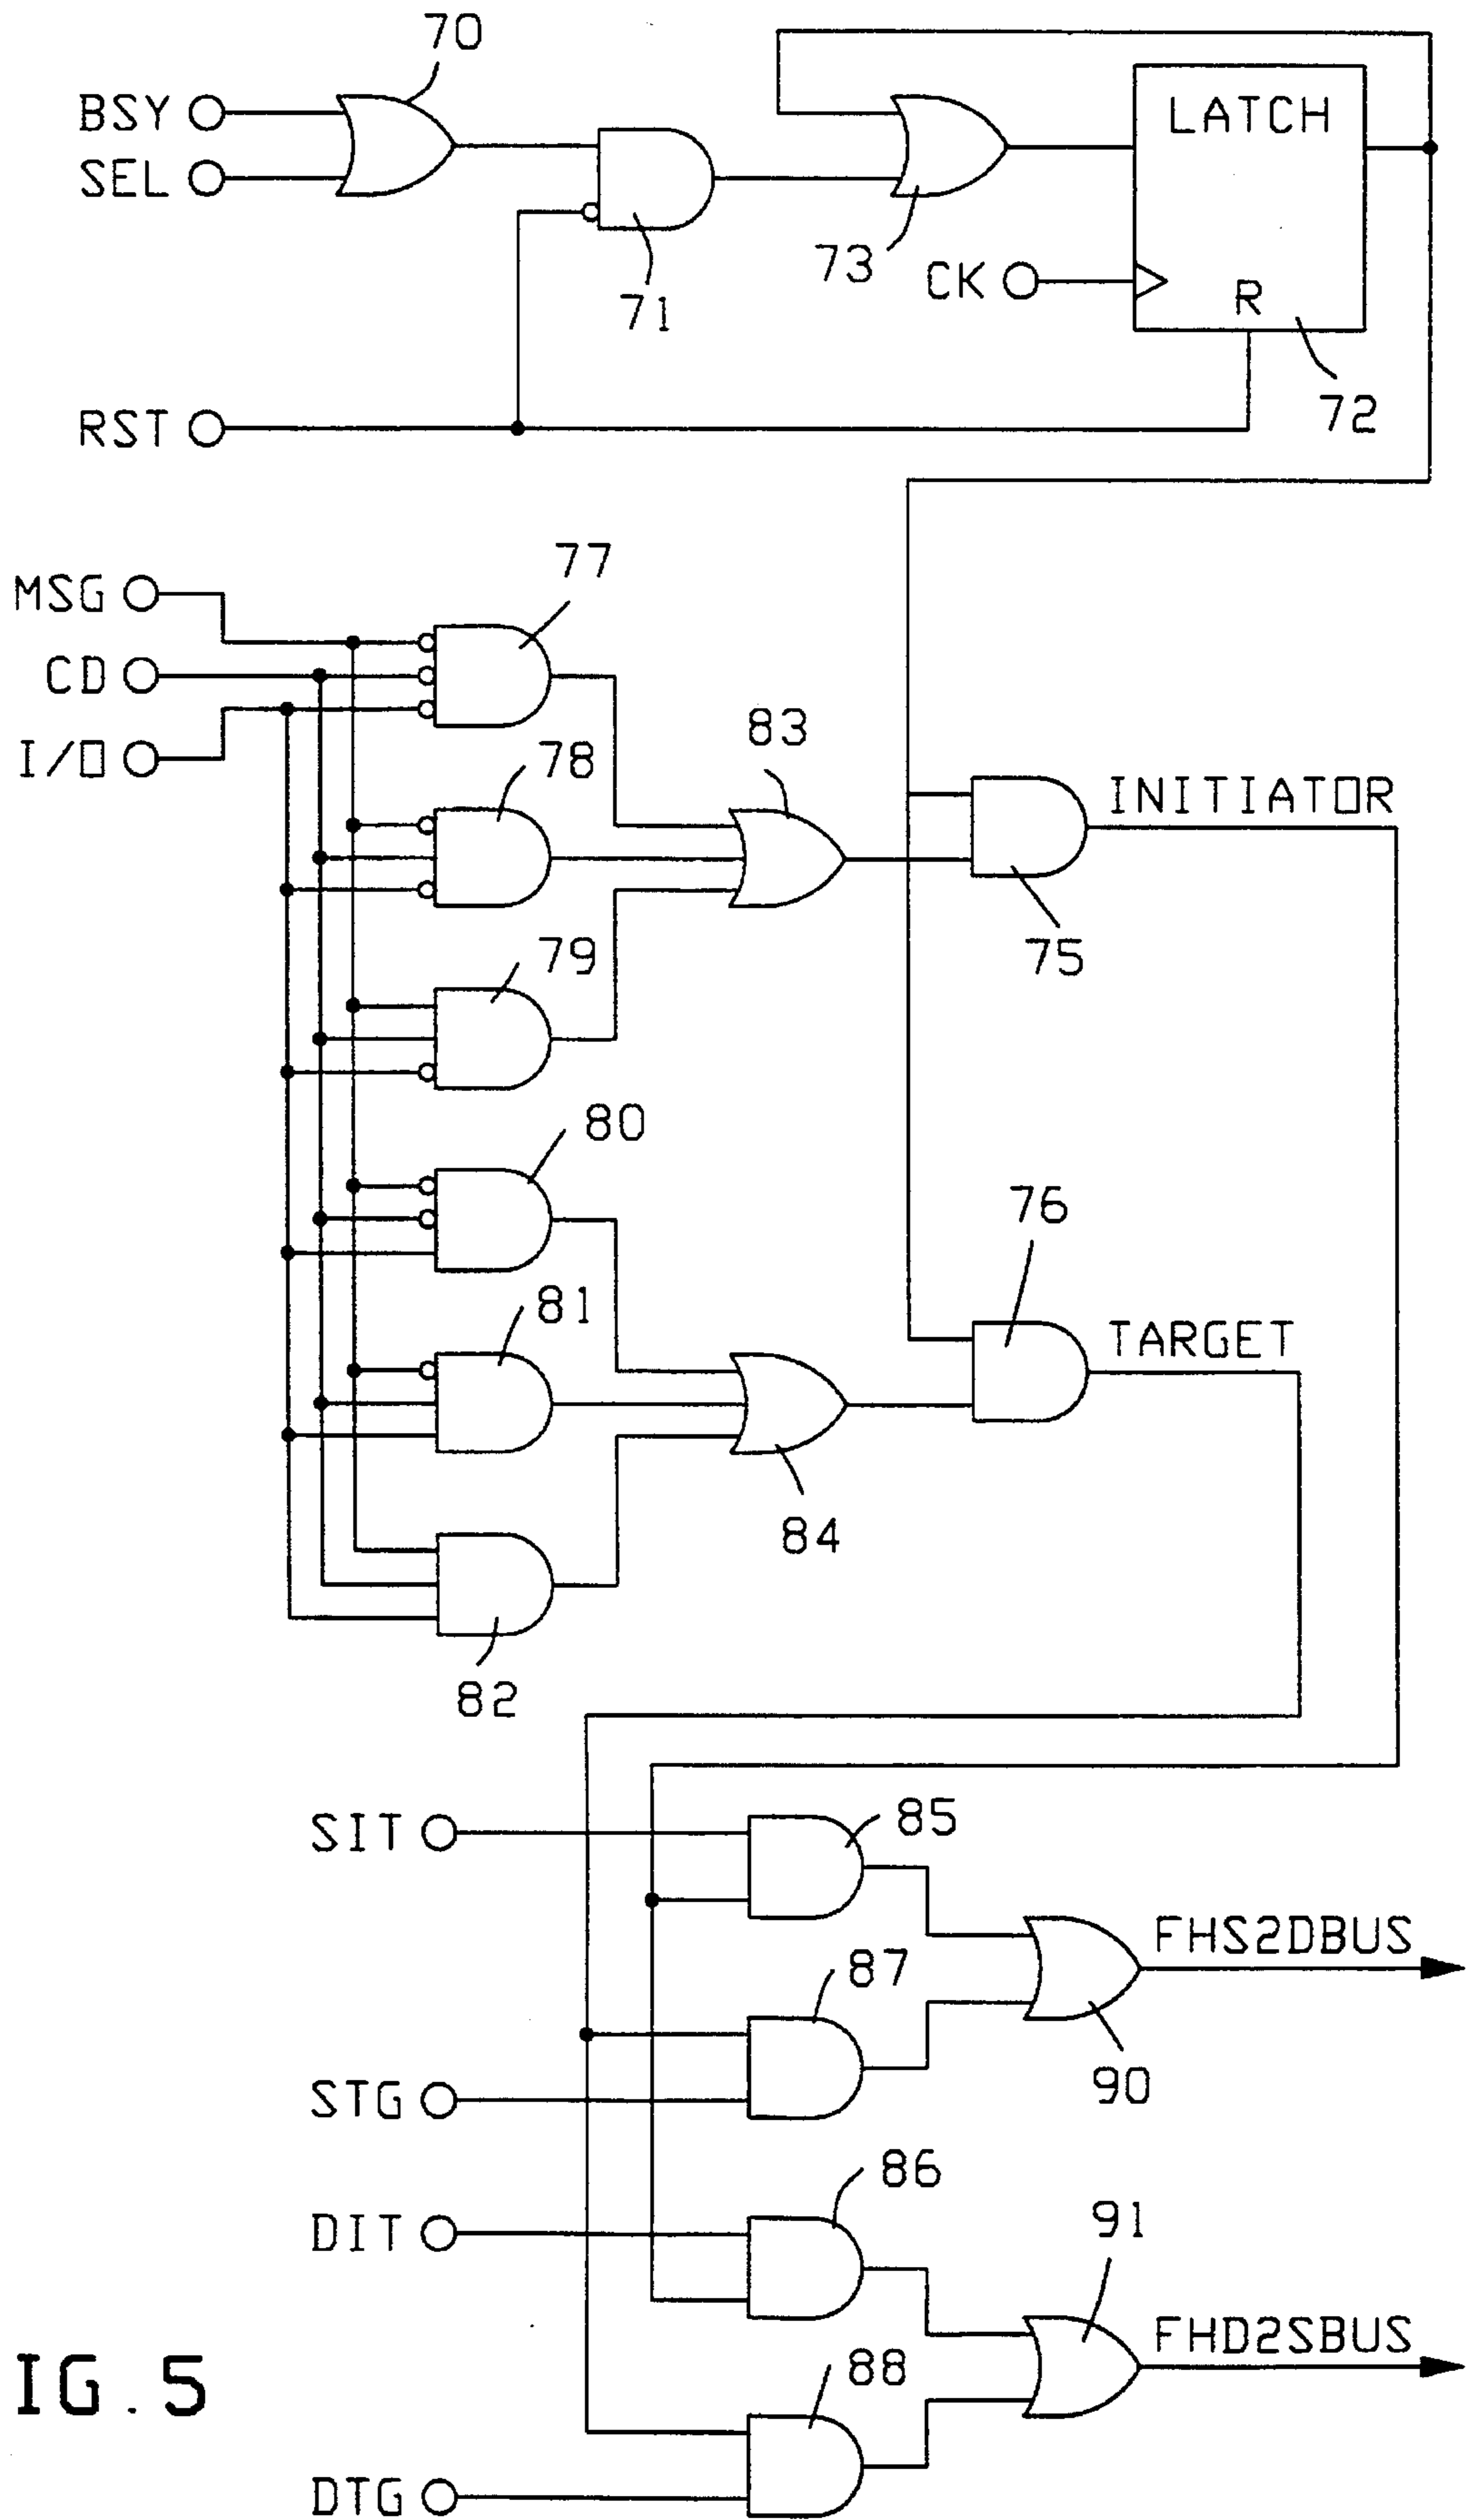 70
BSY
SEL
LATCH
73
CK
71
R
RST
72
77
MSG
CD
83
I/O
78
INITIATOR
79
75
80
76
81
TARGET
84
82
SIT
85
FHS2DBUS
87
STG
90
86
DIT
91
FHD2SBUS
88
IG.5
DTG